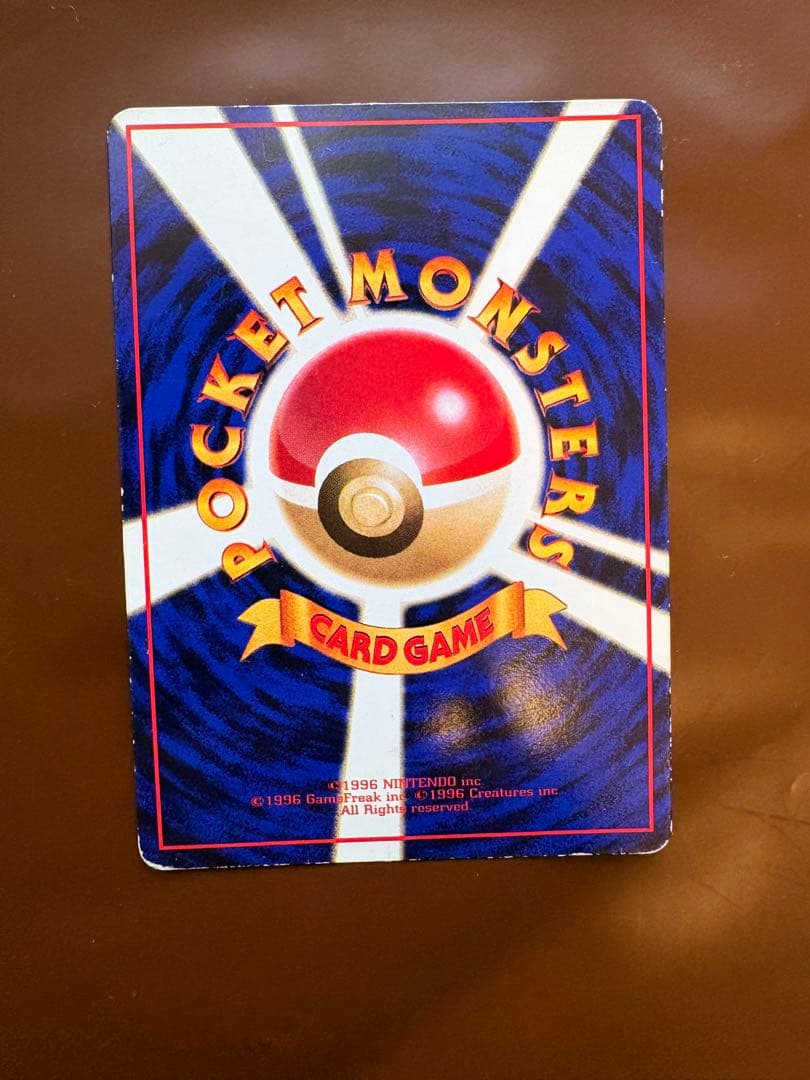 POCKET MONSTERS
CARD GAME
©1996 NINTENDO inc.
©1996 GameFreak inc. ©1996 Creatures inc.
All Rights reserved.